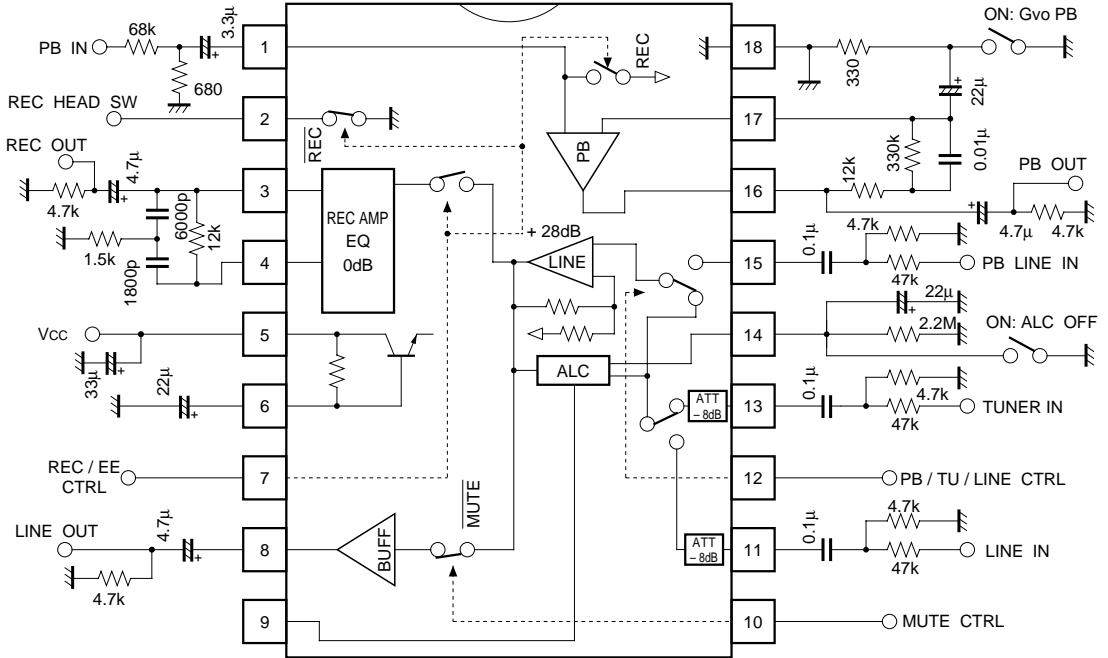 PB IN
68k
3.3μ
+
680
1
REC HEAD SW
2
REC
REC OUT
4.7μ
+
4.7k
3
6000p
12k
1.5k
1800p
4
REC AMP
EQ
0dB
Vcc
5
33μ
+
22μ
+
6
REC / EE
CTRL
7
LINE OUT
4.7μ
+
4.7k
8
BUFF
MUTE
9
REC
PB
+ 28dB
LINE
ALC
ATT
– 8dB
ATT
– 8dB
18
330
ON: Gvo PB
+
22μ
17
330k
0.01μ
16
12k
PB OUT
+
4.7μ
4.7k
15
0.1μ
4.7k
47k
PB LINE IN
14
22μ
+
2.2M
ON: ALC OFF
13
0.1μ
4.7k
47k
TUNER IN
12
PB / TU / LINE CTRL
11
0.1μ
4.7k
47k
LINE IN
10
MUTE CTRL